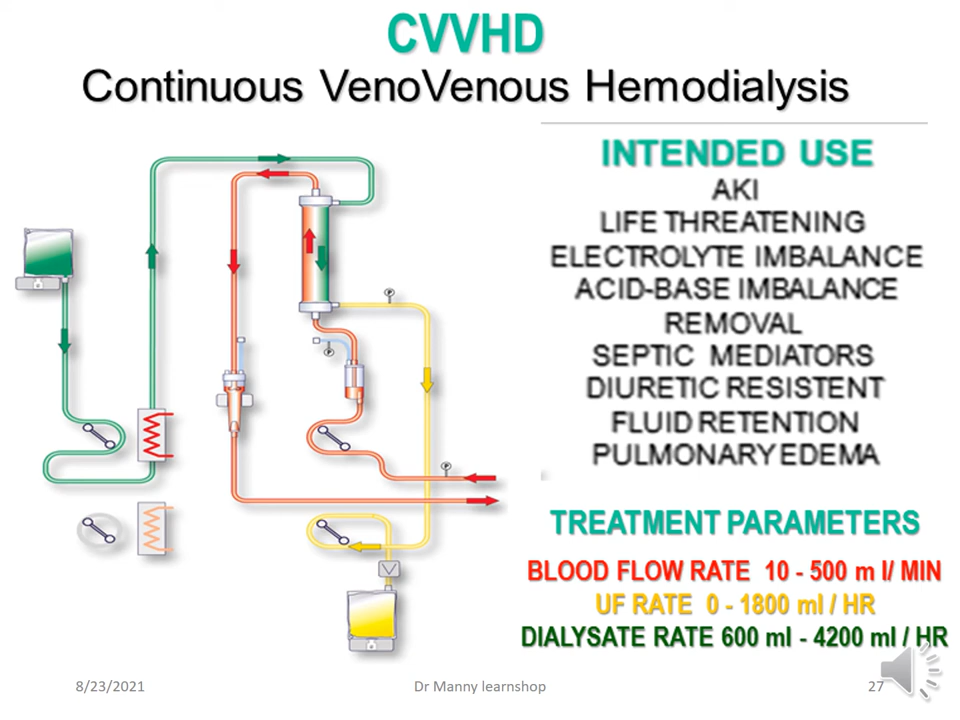 CVVHD
Continuous VenoVenous Hemodialysis
INTENDED USE
AKI
LIFE THREATENING
ELECTROLYTE IMBALANCE
ACID-BASE IMBALANCE
REMOVAL
SEPTIC MEDIATORS
DIURETIC RESISTENT
FLUID RETENTION
PULMONARY EDEMA
P
P
P
V
TREATMENT PARAMETERS
BLOOD FLOW RATE 10 - 500 m l/ MIN
UF RATE 0 - 1800 ml / HR
DIALYSATE RATE 600 ml - 4200 ml / HR
8/23/2021
Dr Manny learnshop
27